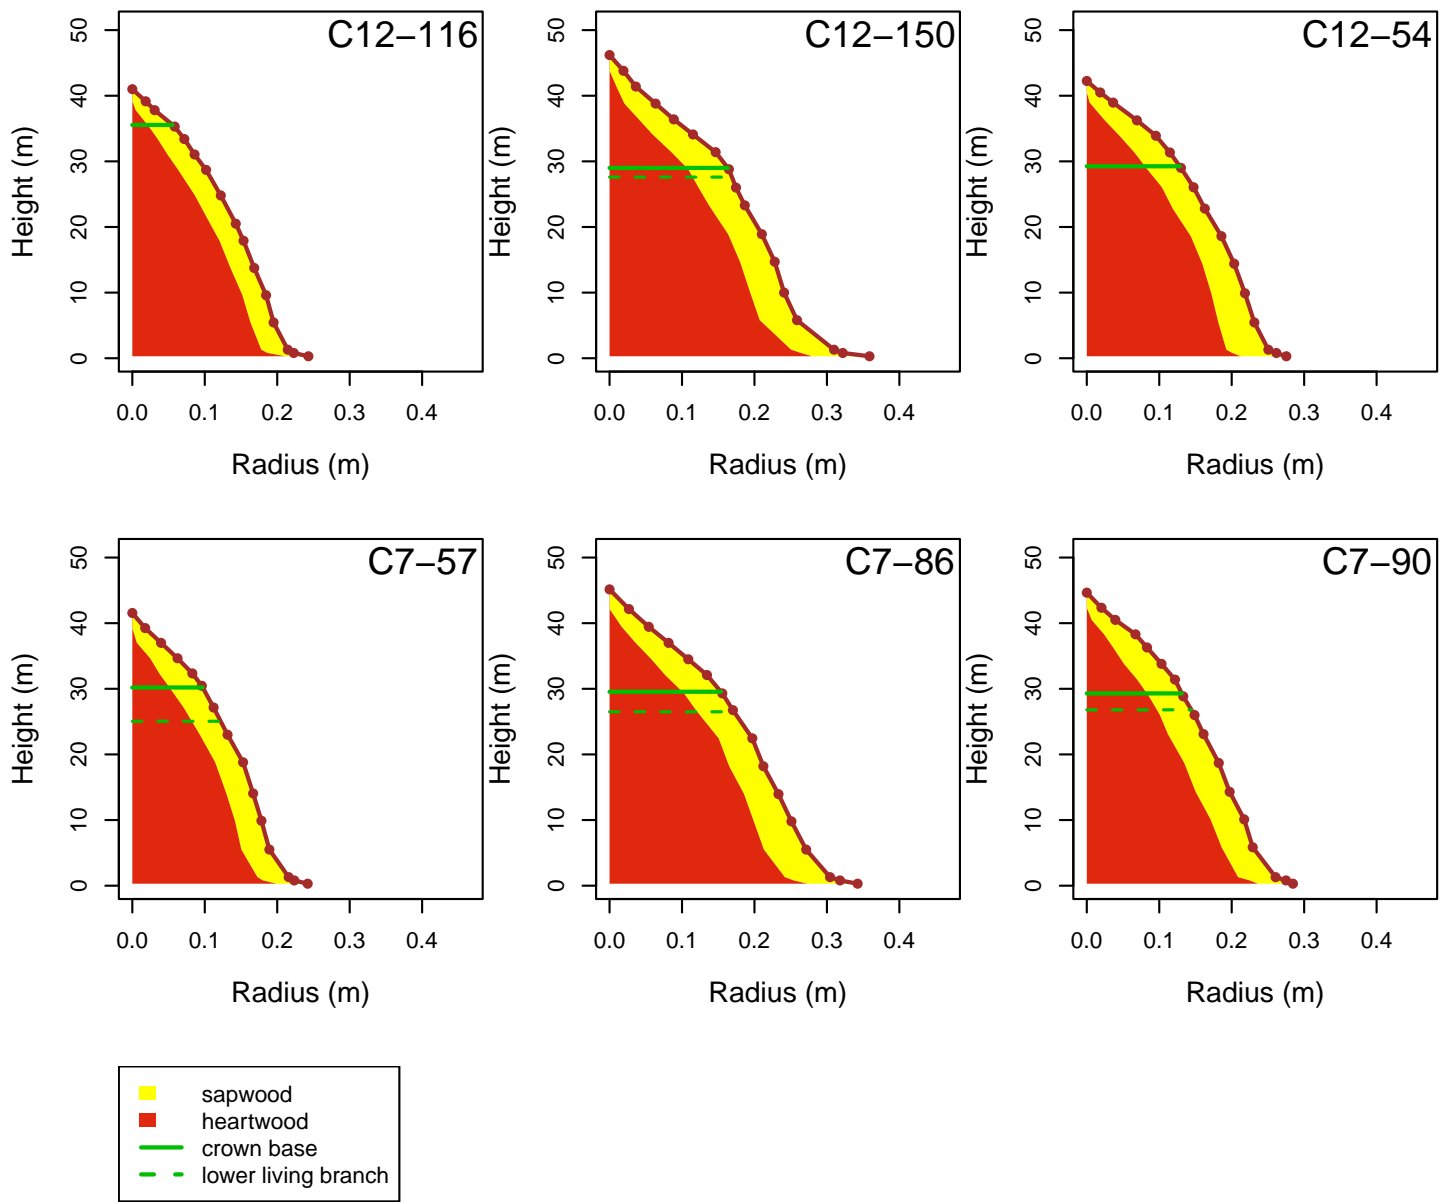 C12−116
Height (m)
50
40
30
20
10
0
0.0 0.1 0.2 0.3 0.4
Radius (m)
C12−150
Height (m)
50
40
30
20
10
0
0.0 0.1 0.2 0.3 0.4
Radius (m)
C12−54
Height (m)
50
40
30
20
10
0
0.0 0.1 0.2 0.3 0.4
Radius (m)
C7−57
Height (m)
50
40
30
20
10
0
0.0 0.1 0.2 0.3 0.4
Radius (m)
C7−86
Height (m)
50
40
30
20
10
0
0.0 0.1 0.2 0.3 0.4
Radius (m)
C7−90
Height (m)
50
40
30
20
10
0
0.0 0.1 0.2 0.3 0.4
Radius (m)
sapwood
heartwood
crown base
lower living branch